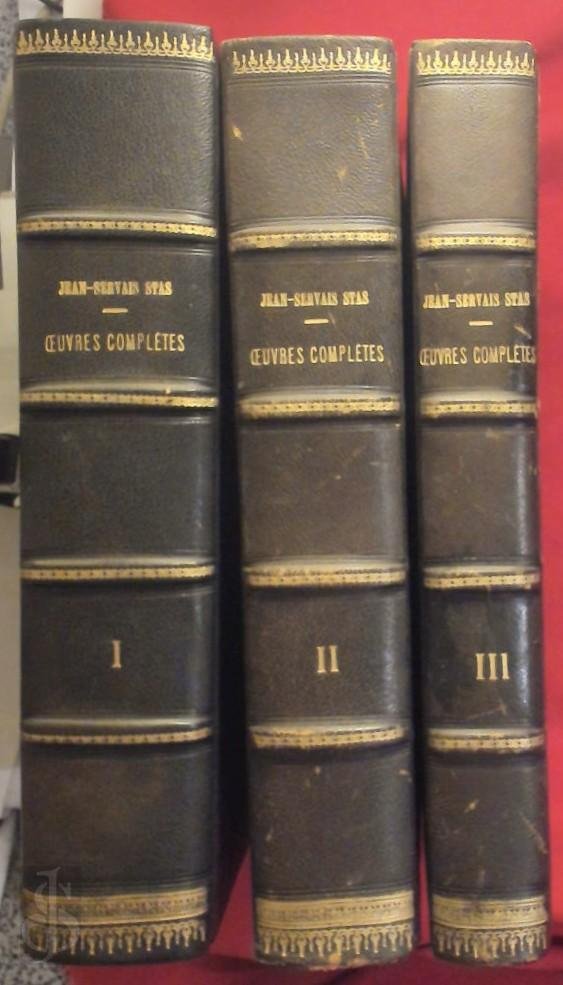 JEAN-SERVAIS STAS
ŒUVRES COMPLÈTES
I
JEAN-SERVAIS STAS
ŒUVRES COMPLÈTES
II
JEAN-SERVAIS STAS
ŒUVRES COMPLÈTES
III